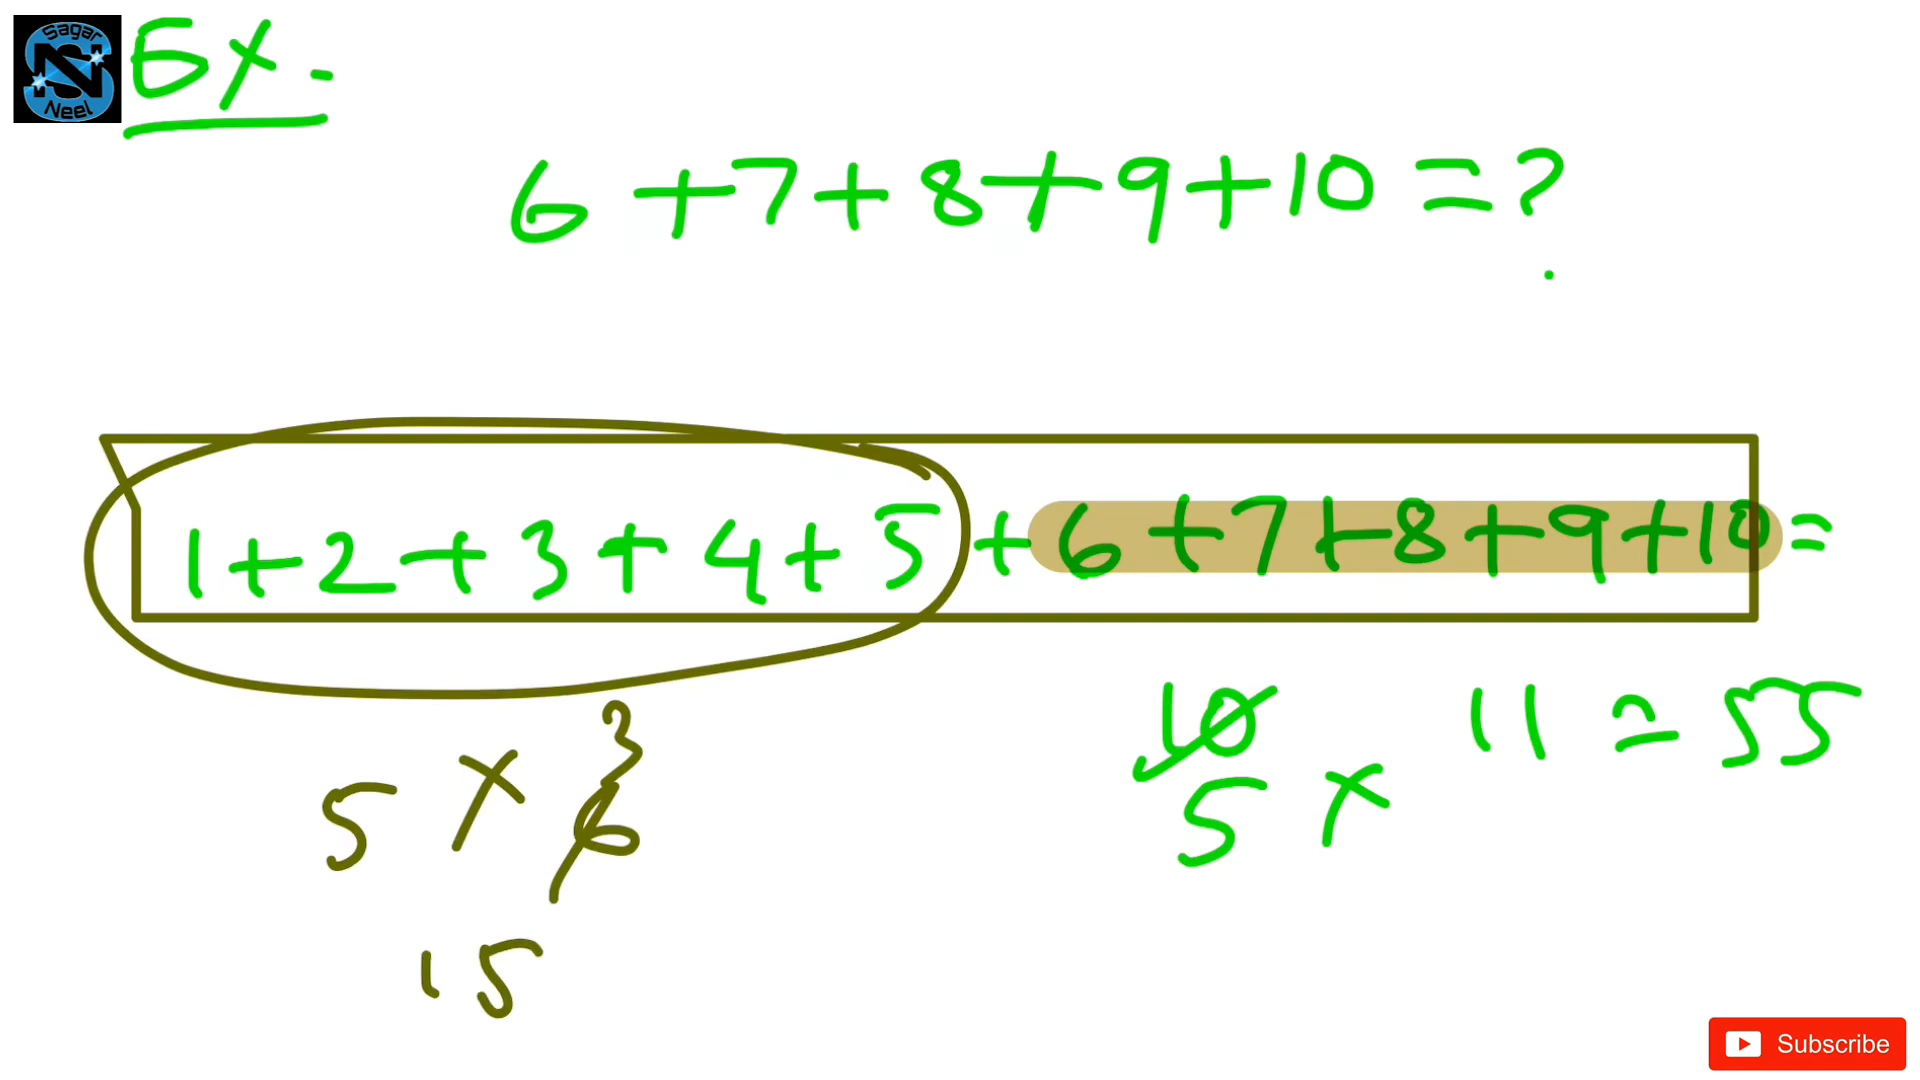 Sagar
Neel
Ex -
6 + 7 + 8 + 9 + 10 = ?
1 + 2 + 3 + 4 + 5 + 6 + 7 + 8 + 9 + 10 =
10 11 = 55
5 ×
3
5 × 6
15
Subscribe